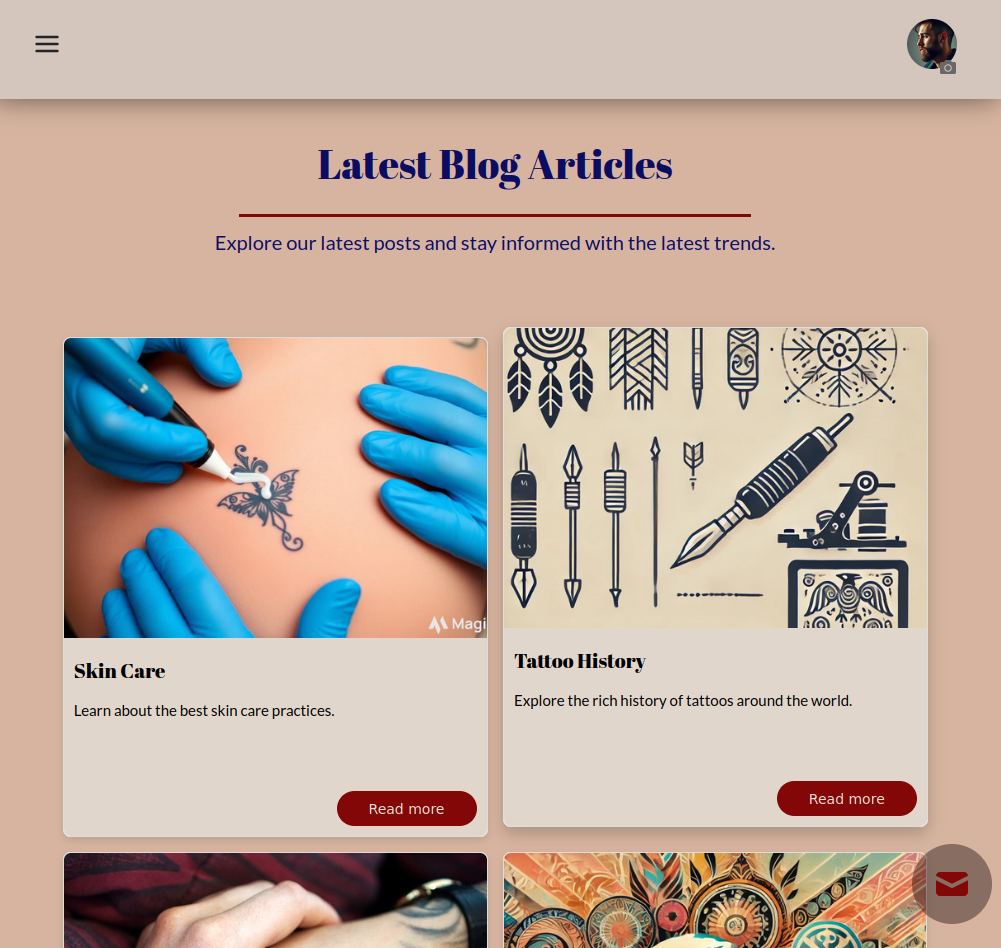 Latest Blog Articles
Explore our latest posts and stay informed with the latest trends.
Magi
Skin Care
Learn about the best skin care practices.
Read more
Tattoo History
Explore the rich history of tattoos around the world.
Read more